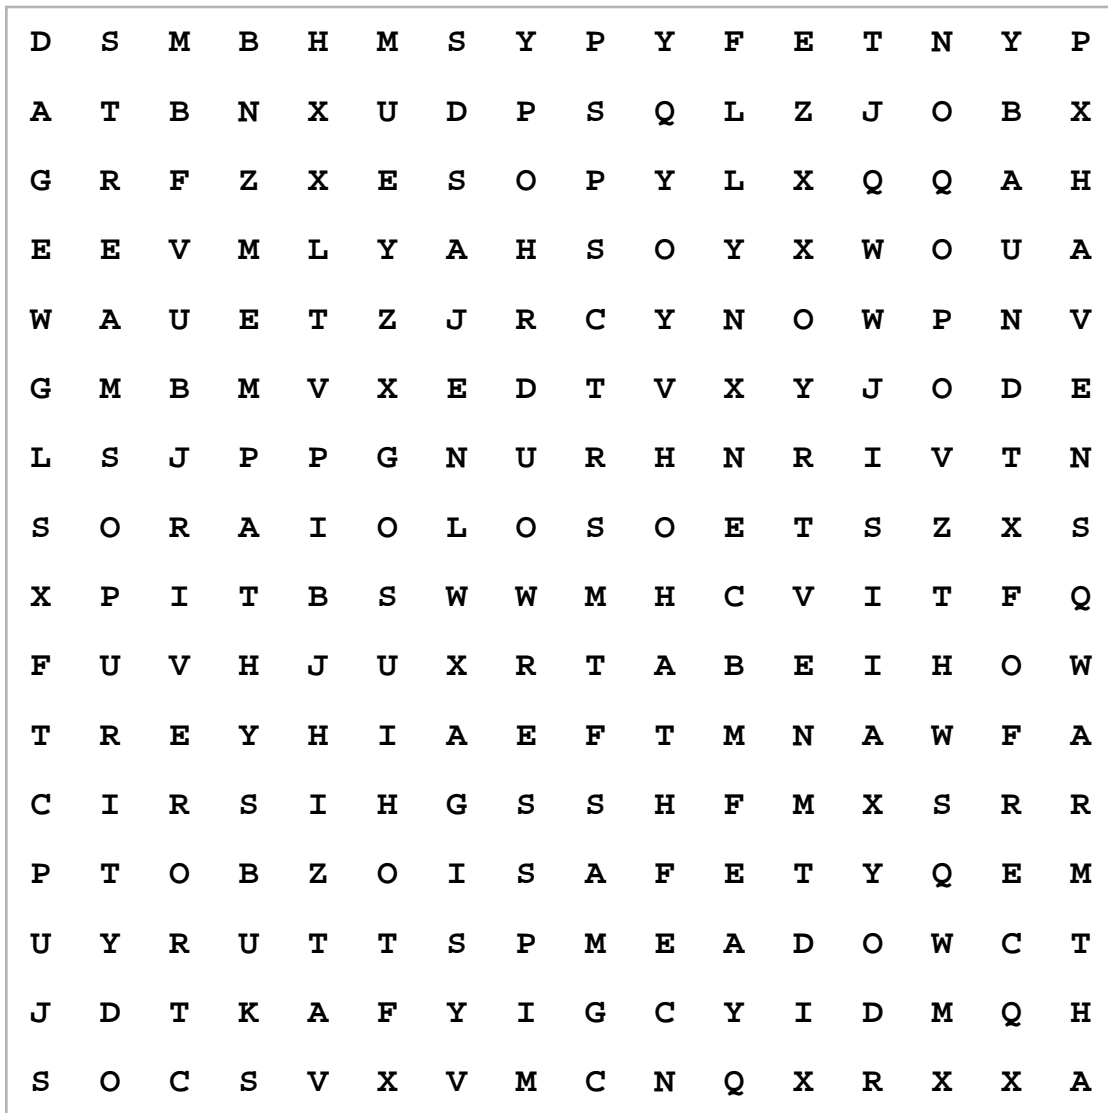 D S M B H M S Y P Y F E T N Y P
A T B N X U D P S Q L Z J O B X
G R F Z X E S O P Y L X Q Q A H
E E V M L Y A H S O Y X W O U A
W A U E T Z J R C Y N O W P N V
G M B M V X E D T V X Y J O D E
L S J P P G N U R H N R I V T N
S O R A I O L O S O E T S Z X S
X P I T B S W W M H C V I T F Q
F U V H J U X R T A B E I H O W
T R E Y H I A E F T M N A W F A
C I R S I H G S S H F M X S R R
P T O B Z O I S A F E T Y Q E M
U Y R U T T S P M E A D O W C T
J D T K A F Y I G C Y I D M Q H
S O C S V X V M C N Q X R X X A